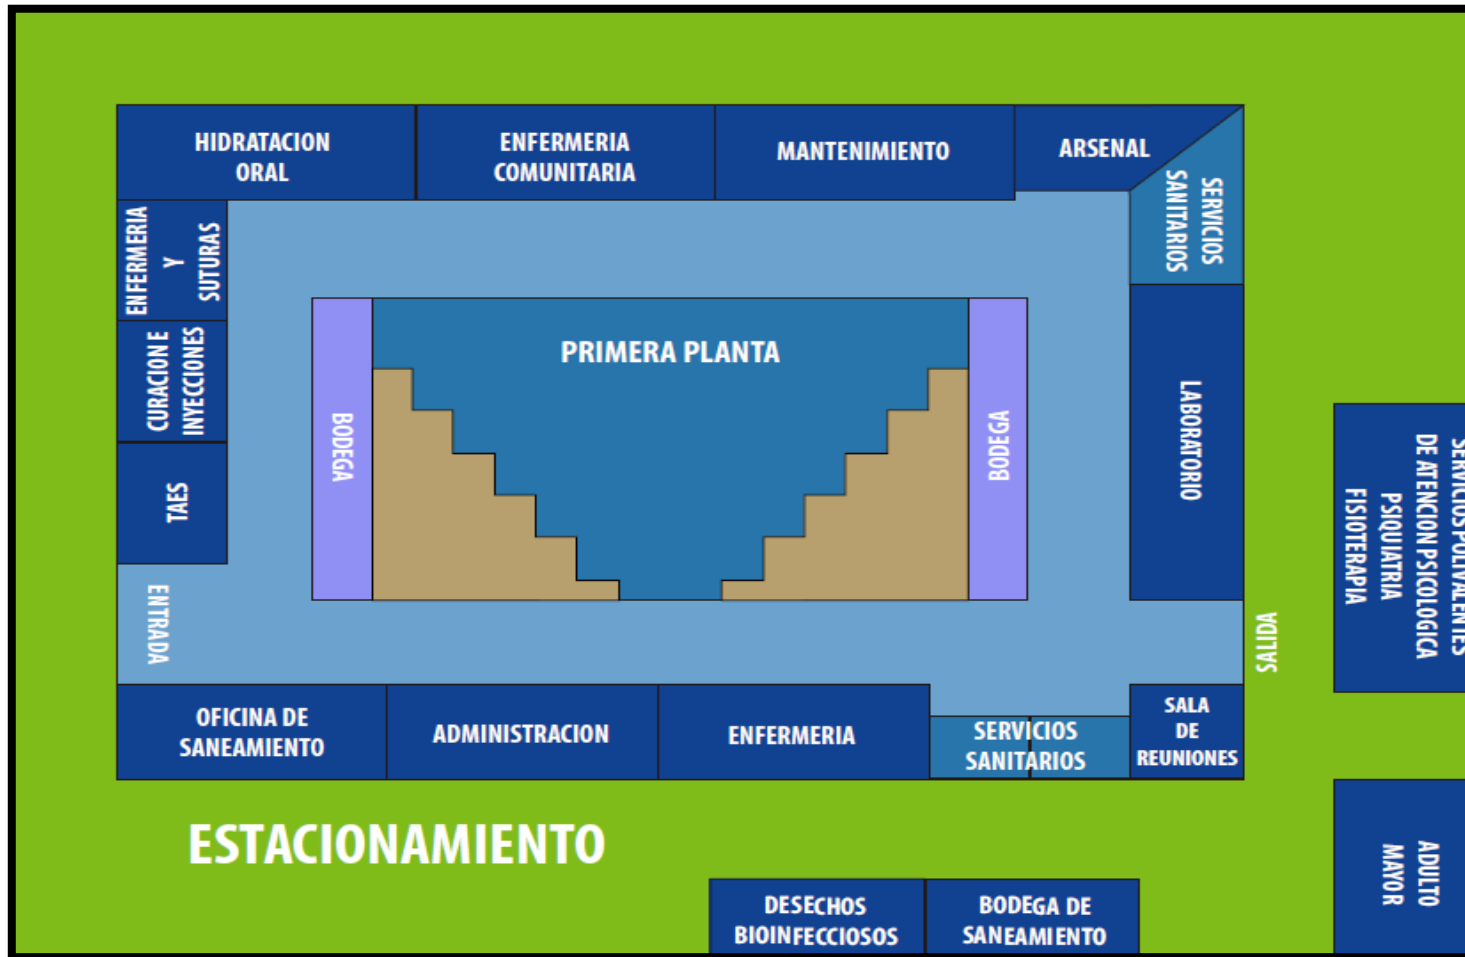 HIDRATACION
ORAL
ENFERMERIA
COMUNITARIA
MANTENIMIENTO
ARSENAL
SERVICIOS
SANITARIOS
ENFERMERIA
Y
SUTURAS
CURACION E
INYECCIONES
TAES
ENTRADA
BODEGA
PRIMERA PLANTA
BODEGA
LABORATORIO
SALIDA
SERVICIOS POLIVALENTES
DE ATENCION PSICOLOGICA
PSIQUIATRIA
FISIOTERAPIA
OFICINA DE
SANEAMIENTO
ADMINISTRACION
ENFERMERIA
SERVICIOS
SANITARIOS
SALA
DE
REUNIONES
ESTACIONAMIENTO
DESECHOS
BIOINFECCIOSOS
BODEGA DE
SANEAMIENTO
ADULTO
MAYOR